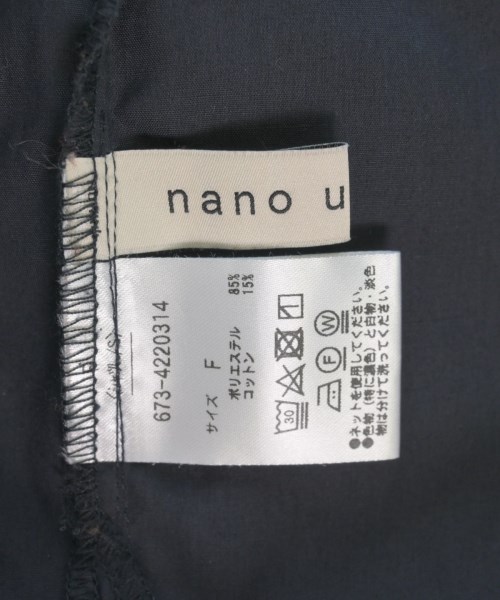 nano u
673-4220314
サイズ F
ポリエステル 85%
コットン 15%
30
F
W
●ネットを使用してください。
●色物(特に濃色)と白物・淡色
物は分けて洗ってください。